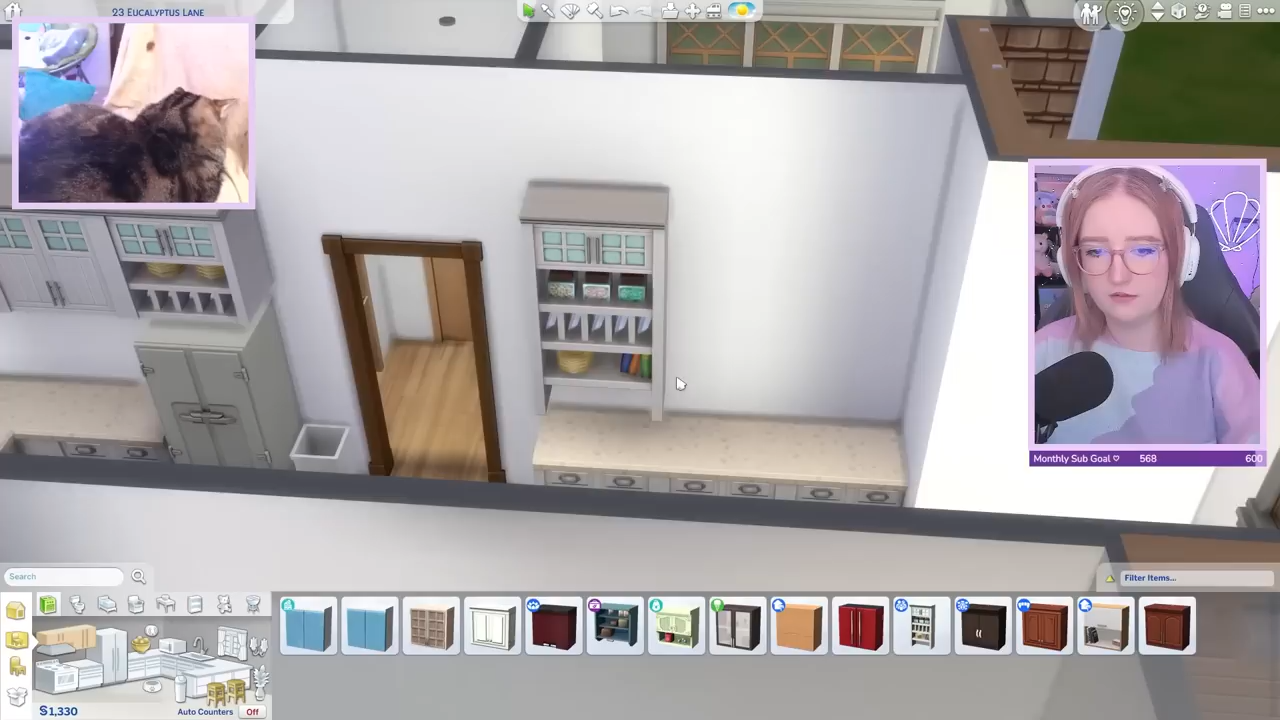 23 EUCALYPTUS LANE
Monthly Sub Goal ♡ 568 600
Search
Filter Items...
§1,330
Auto Counters Off